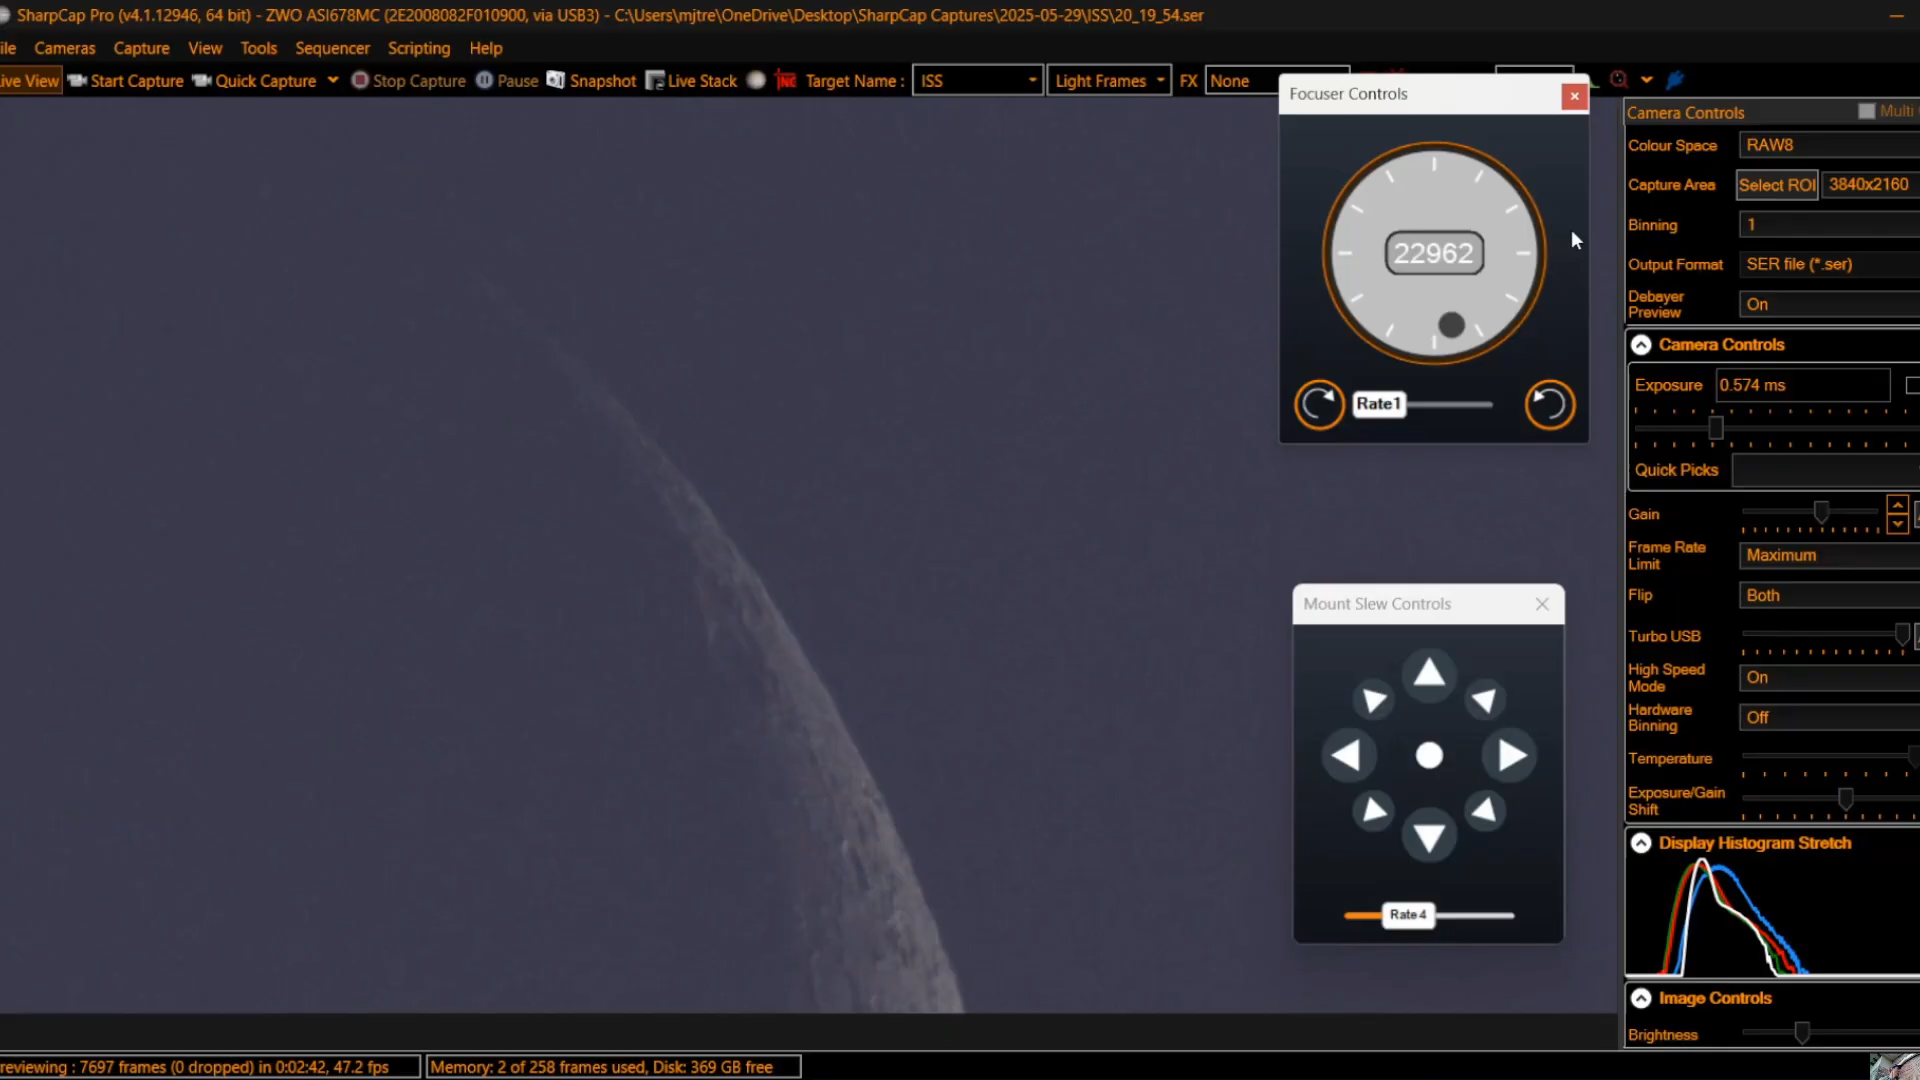 SharpCap Pro (v4.1.12946, 64 bit) - ZWO ASI678MC (2E2008082F010900, via USB3) - C:\Users\mjtre\OneDrive\Desktop\SharpCap Captures\2025-05-29\ISS\20_19_54.ser
ile Cameras Capture View Tools Sequencer Scripting Help
ive View Start Capture Quick Capture Stop Capture Pause Snapshot Live Stack Target Name : ISS Light Frames FX None
Focuser Controls
22962
Rate1
Mount Slew Controls
Rate 4
Camera Controls Multi
Colour Space RAW8
Capture Area Select ROI 3840x2160
Binning 1
Output Format SER file (*.ser)
Debayer Preview On
Camera Controls
Exposure 0.574 ms
Quick Picks
Gain
Frame Rate Limit Maximum
Flip Both
Turbo USB
High Speed Mode On
Hardware Binning Off
Temperature
Exposure/Gain Shift
Display Histogram Stretch
Image Controls
Brightness
reviewing : 7697 frames (0 dropped) in 0:02:42, 47.2 fps Memory: 2 of 258 frames used, Disk: 369 GB free